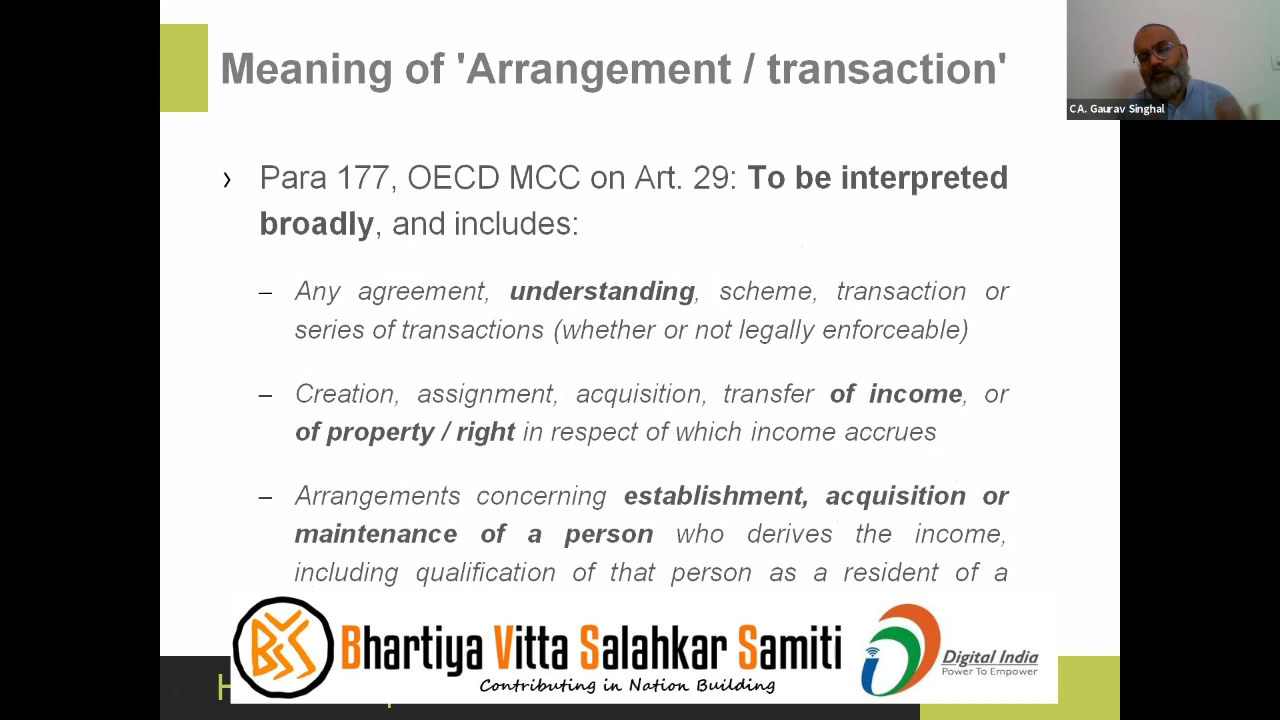 Meaning of 'Arrangement / transaction'
CA. Gaurav Singhal
› Para 177, OECD MCC on Art. 29: To be interpreted
broadly, and includes:
– Any agreement, understanding, scheme, transaction or
series of transactions (whether or not legally enforceable)
– Creation, assignment, acquisition, transfer of income, or
of property / right in respect of which income accrues
– Arrangements concerning establishment, acquisition or
maintenance of a person who derives the income,
including qualification of that person as a resident of a
BVSS
Bhartiya Vitta Salahkar Samiti
Contributing in Nation Building
Digital India
Power To Empower